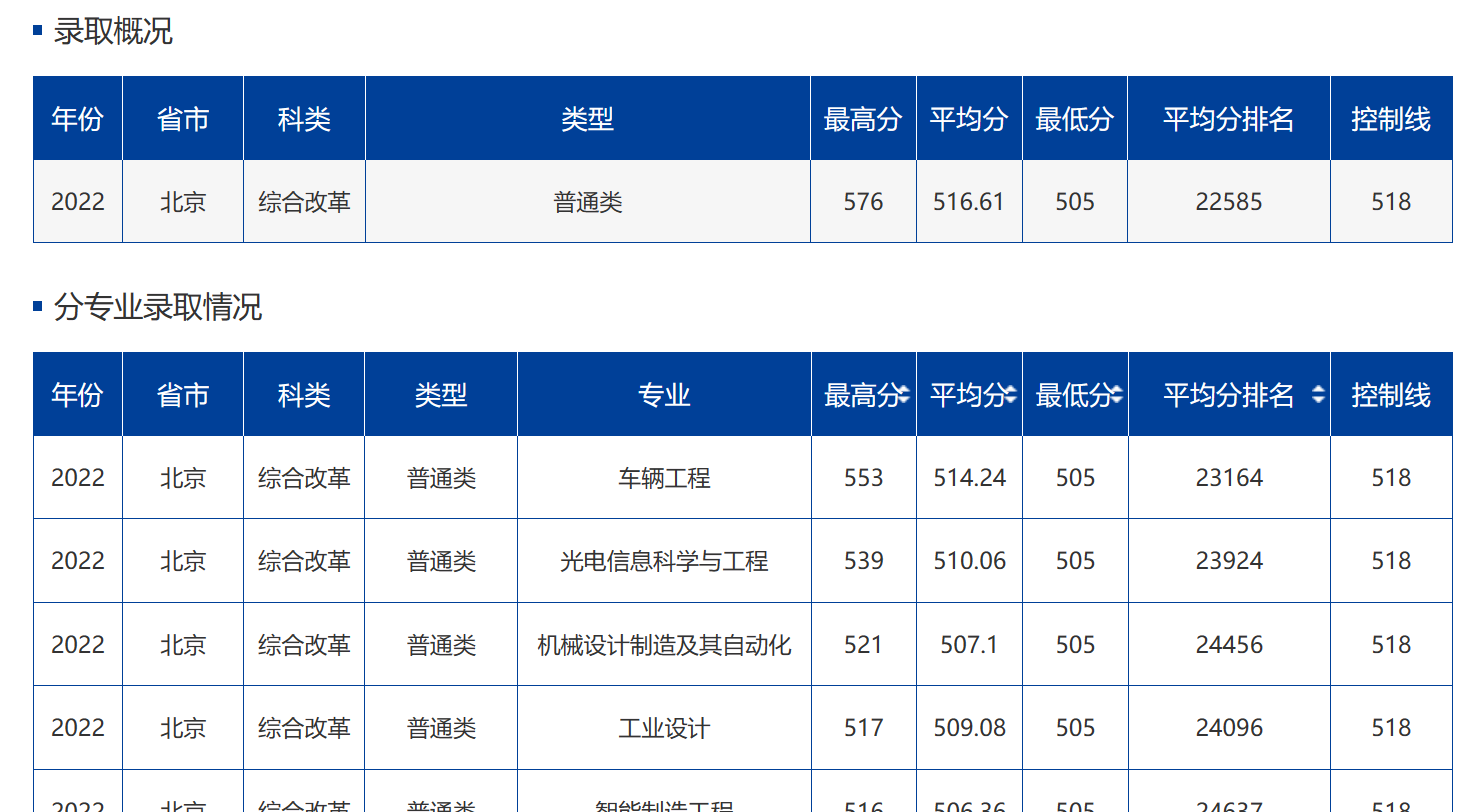 录取概况
年份 省市 科类 类型 最高分 平均分 最低分 平均分排名 控制线
2022 北京 综合改革 普通类 576 516.61 505 22585 518
分专业录取情况
年份 省市 科类 类型 专业 最高分 平均分 最低分 平均分排名 控制线
2022 北京 综合改革 普通类 车辆工程 553 514.24 505 23164 518
2022 北京 综合改革 普通类 光电信息科学与工程 539 510.06 505 23924 518
2022 北京 综合改革 普通类 机械设计制造及其自动化 521 507.1 505 24456 518
2022 北京 综合改革 普通类 工业设计 517 509.08 505 24096 518
2022 北京 综合改革 普通类 智能制造工程 516 506.36 505 24637 518